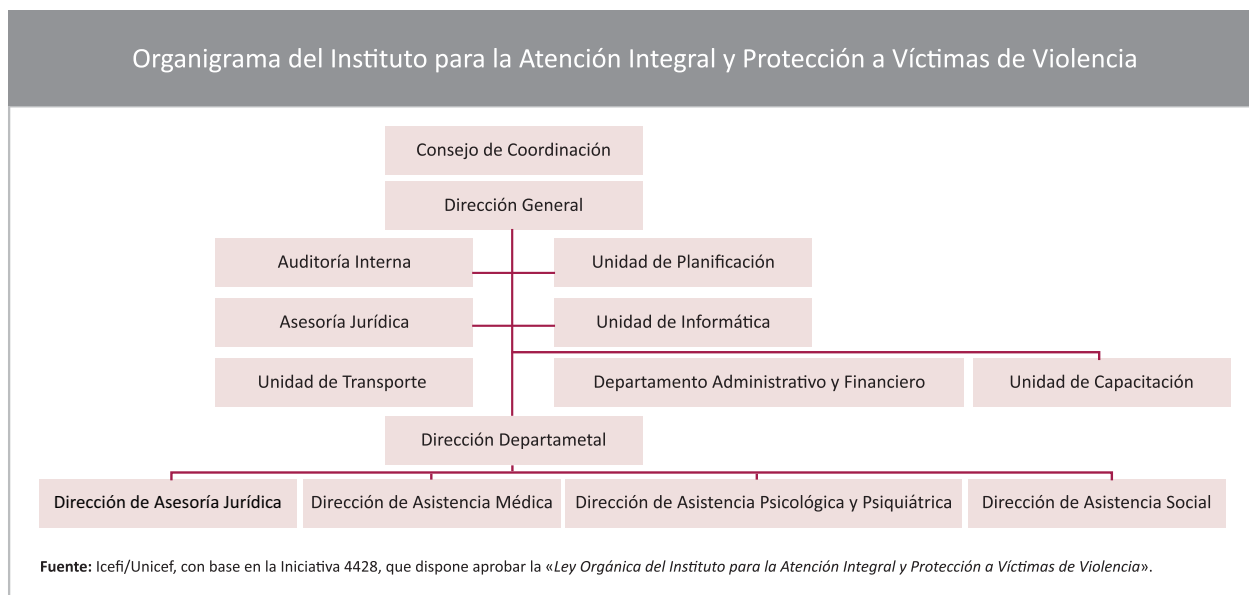 Organigrama del Instituto para la Atención Integral y Protección a Víctimas de Violencia
Consejo de Coordinación
Dirección General
Auditoría Interna
Unidad de Planificación
Asesoría Jurídica
Unidad de Informática
Unidad de Transporte
Departamento Administrativo y Financiero
Unidad de Capacitación
Dirección Departametal
Dirección de Asesoría Jurídica
Dirección de Asistencia Médica
Dirección de Asistencia Psicológica y Psiquiátrica
Dirección de Asistencia Social
Fuente: Icefi/Unicef, con base en la Iniciativa 4428, que dispone aprobar la «Ley Orgánica del Instituto para la Atención Integral y Protección a Víctimas de Violencia».